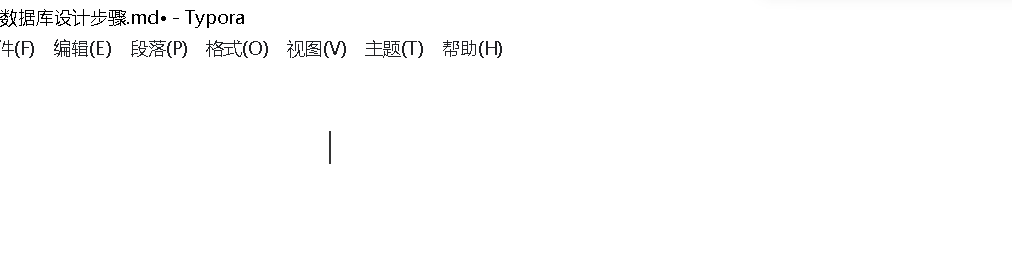 数据库设计步骤.md• - Typora
件(F) 编辑(E) 段落(P) 格式(O) 视图(V) 主题(T) 帮助(H)